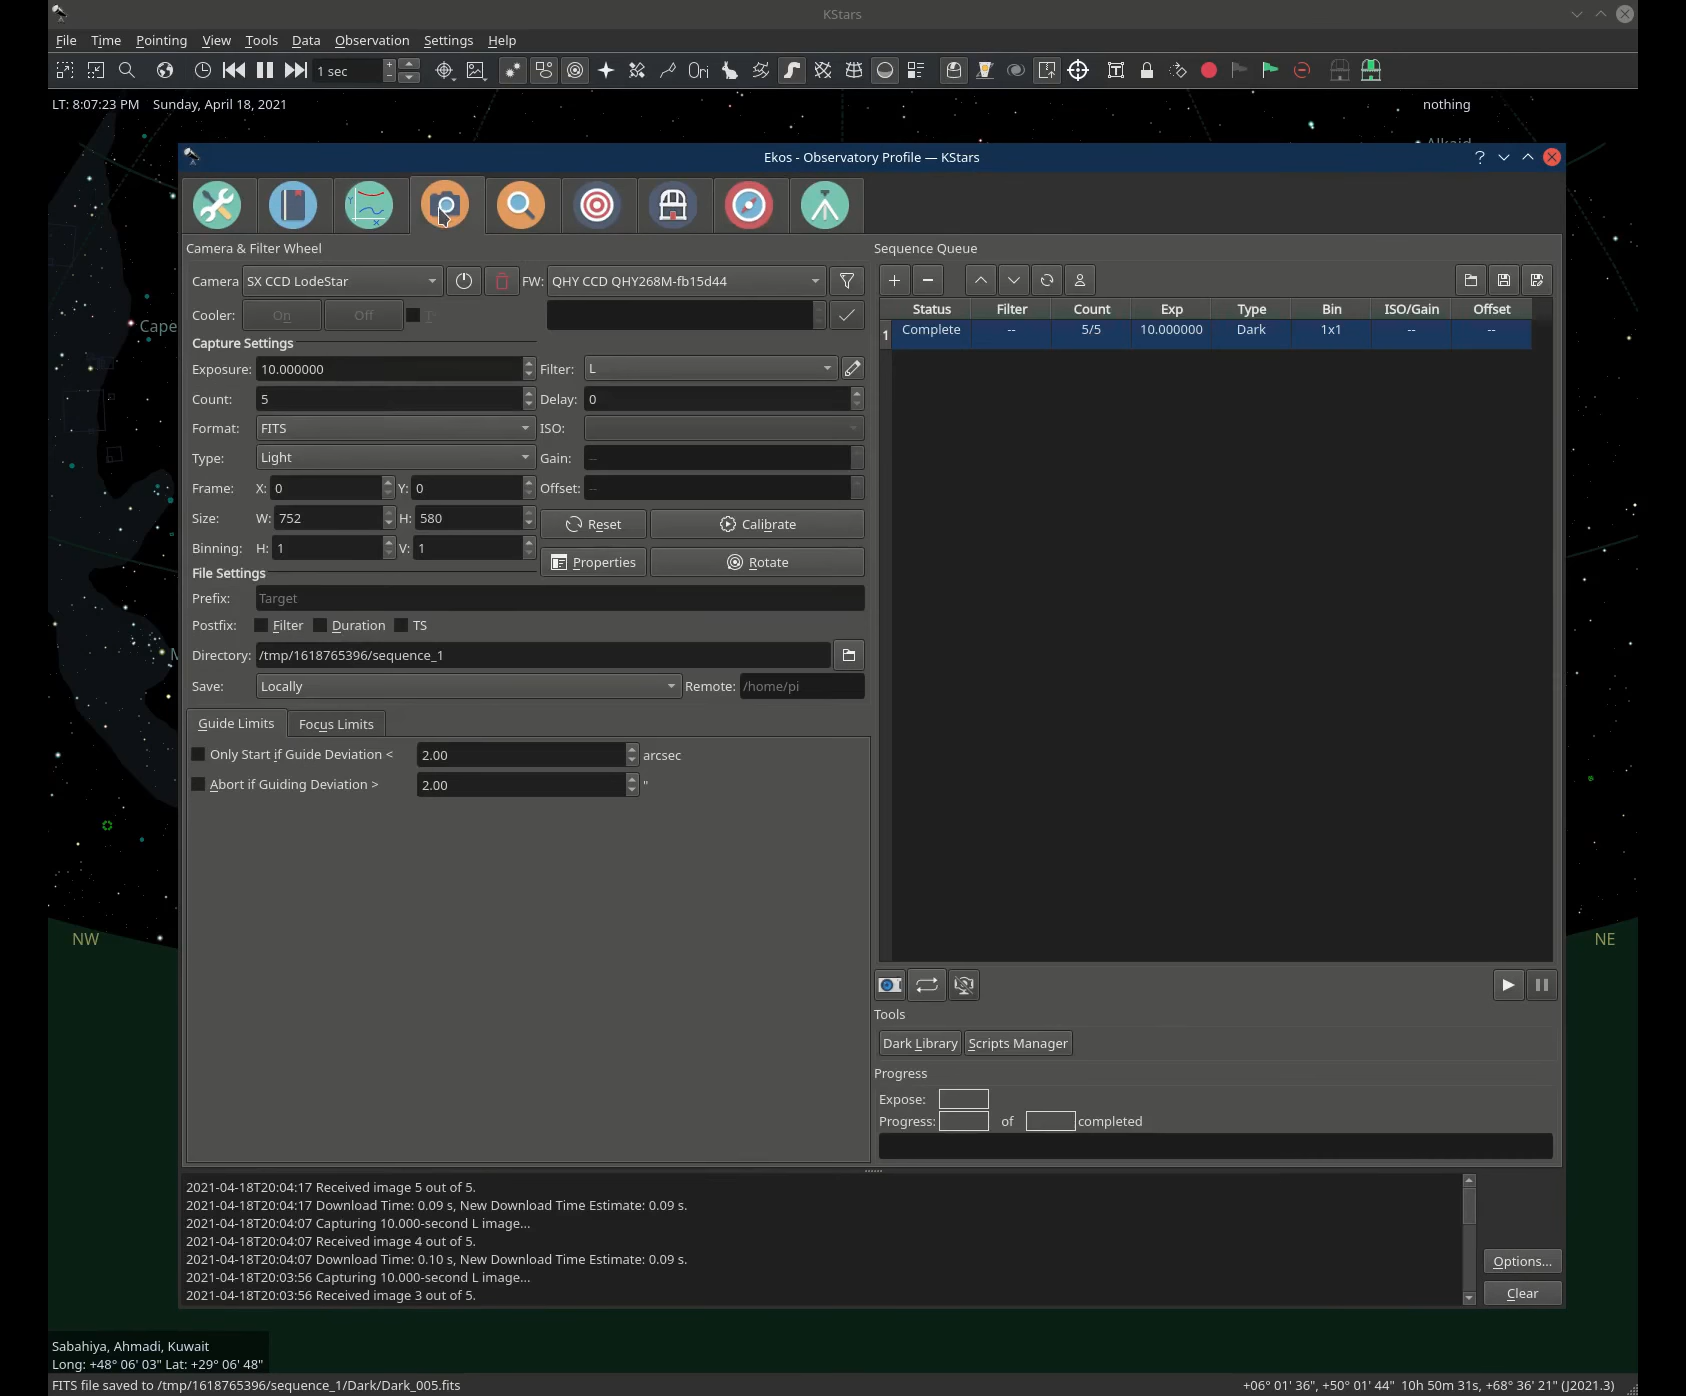 KStars
File Time Pointing View Tools Data Observation Settings Help
1 sec
Ori
LT: 8:07:23 PM Sunday, April 18, 2021
nothing
Alkaid
Ekos - Observatory Profile — KStars
Camera & Filter Wheel
Camera SX CCD LodeStar FW: QHY CCD QHY268M-fb15d44
Cooler: On Off T
Capture Settings
Exposure: 10.000000 Filter: L
Count: 5 Delay: 0
Format: FITS ISO:
Type: Light Gain: --
Frame: X: 0 Y: 0 Offset: --
Size: W: 752 H: 580 Reset Calibrate
Binning: H: 1 V: 1 Properties Rotate
File Settings
Prefix: Target
Postfix: Filter Duration TS
Directory: /tmp/1618765396/sequence_1
Save: Locally Remote: /home/pi
Guide Limits Focus Limits
Only Start if Guide Deviation < 2.00 arcsec
Abort if Guiding Deviation > 2.00 "
Sequence Queue
Status Filter Count Exp Type Bin ISO/Gain Offset
1 Complete -- 5/5 10.000000 Dark 1x1 -- --
Tools
Dark Library Scripts Manager
Progress
Expose:
Progress: of completed
2021-04-18T20:04:17 Received image 5 out of 5.
2021-04-18T20:04:17 Download Time: 0.09 s, New Download Time Estimate: 0.09 s.
2021-04-18T20:04:07 Capturing 10.000-second L image...
2021-04-18T20:04:07 Received image 4 out of 5.
2021-04-18T20:04:07 Download Time: 0.10 s, New Download Time Estimate: 0.09 s.
2021-04-18T20:03:56 Capturing 10.000-second L image...
2021-04-18T20:03:56 Received image 3 out of 5.
Options...
Clear
Cape
M
NW
NE
Sabahiya, Ahmadi, Kuwait
Long: +48° 06' 03" Lat: +29° 06' 48"
FITS file saved to /tmp/1618765396/sequence_1/Dark/Dark_005.fits
+06° 01' 36", +50° 01' 44" 10h 50m 31s, +68° 36' 21" (J2021.3)